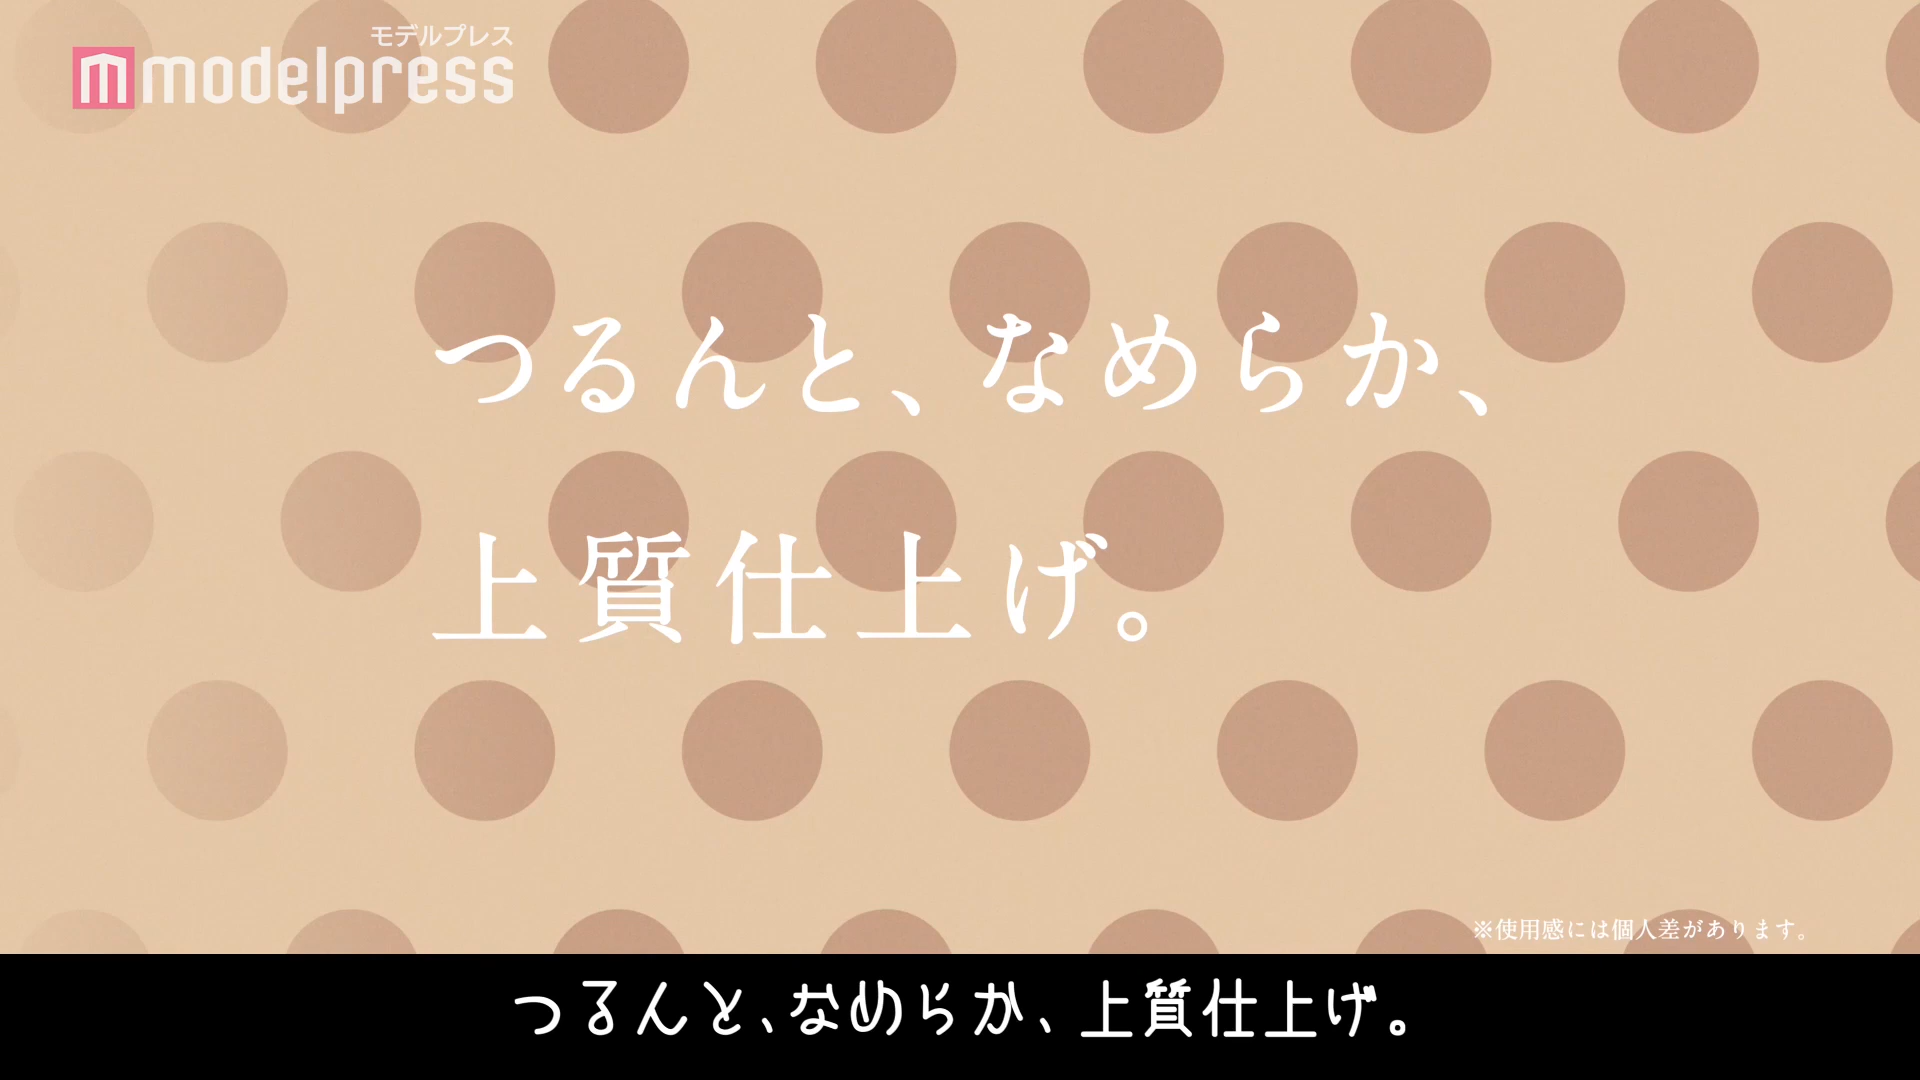 モデルプレス
modelpress
つるんと、なめらか、
上質仕上げ。
※使用感には個人差があります。
つるんと、なめらか、上質仕上げ。